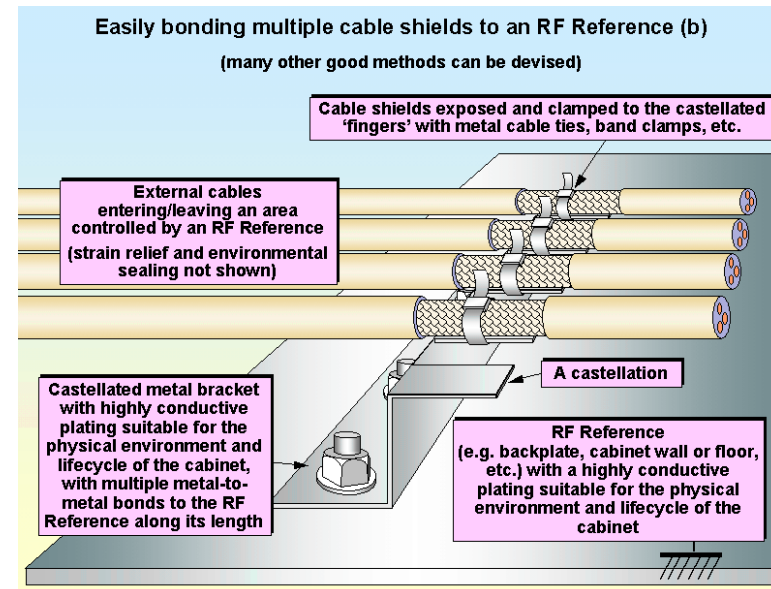 Easily bonding multiple cable shields to an RF Reference (b)
(many other good methods can be devised)
Cable shields exposed and clamped to the castellated
‘fingers’ with metal cable ties, band clamps, etc.
External cables
entering/leaving an area
controlled by an RF Reference
(strain relief and environmental
sealing not shown)
A castellation
Castellated metal bracket
with highly conductive
plating suitable for the
physical environment and
lifecycle of the cabinet,
with multiple metal-to-
metal bonds to the RF
Reference along its length
RF Reference
(e.g. backplate, cabinet wall or floor,
etc.) with a highly conductive
plating suitable for the physical
environment and lifecycle of the
cabinet